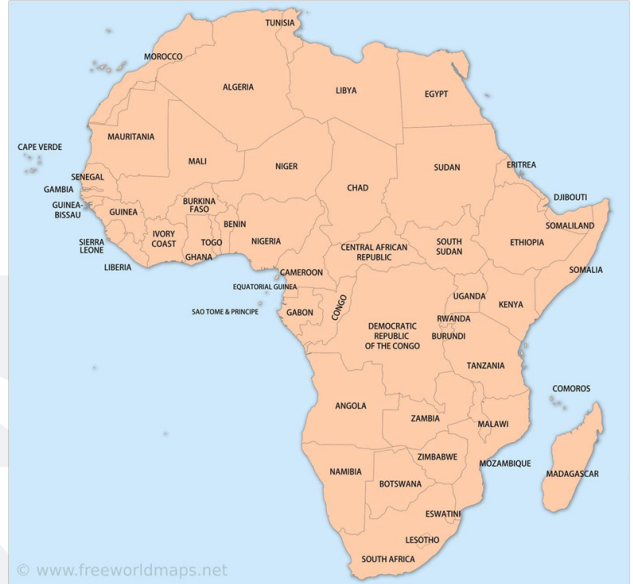 TUNISIA
MOROCCO
ALGERIA
LIBYA
EGYPT
MAURITANIA
CAPE VERDE
MALI
NIGER
CHAD
SUDAN
ERITREA
SENEGAL
GAMBIA
GUINEA-
BISSAU
GUINEA
BURKINA
FASO
BENIN
DJIBOUTI
SOMALILAND
SIERRA
LEONE
IVORY
COAST
TOGO
GHANA
NIGERIA
CENTRAL AFRICAN
REPUBLIC
SOUTH
SUDAN
ETHIOPIA
LIBERIA
CAMEROON
SOMALIA
EQUATORIAL GUINEA
SAO TOME & PRINCIPE
GABON
CONGO
UGANDA
KENYA
RWANDA
BURUNDI
DEMOCRATIC
REPUBLIC
OF THE CONGO
TANZANIA
COMOROS
ANGOLA
ZAMBIA
MALAWI
ZIMBABWE
MOZAMBIQUE
MADAGASCAR
NAMIBIA
BOTSWANA
ESWATINI
LESOTHO
SOUTH AFRICA
© www.freeworldmaps.net